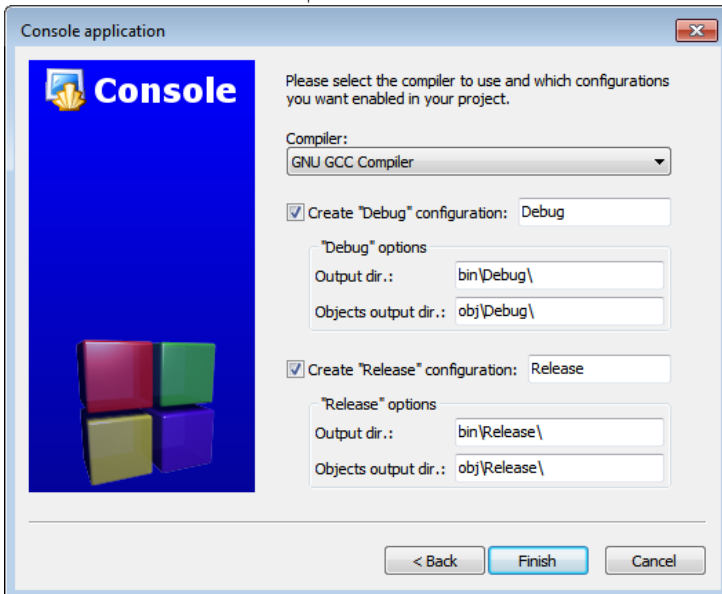 Console application
Console
Please select the compiler to use and which configurations
you want enabled in your project.
Compiler:
GNU GCC Compiler
Create "Debug" configuration: Debug
"Debug" options
Output dir.: bin\Debug\
Objects output dir.: obj\Debug\
Create "Release" configuration: Release
"Release" options
Output dir.: bin\Release\
Objects output dir.: obj\Release\
< Back Finish Cancel